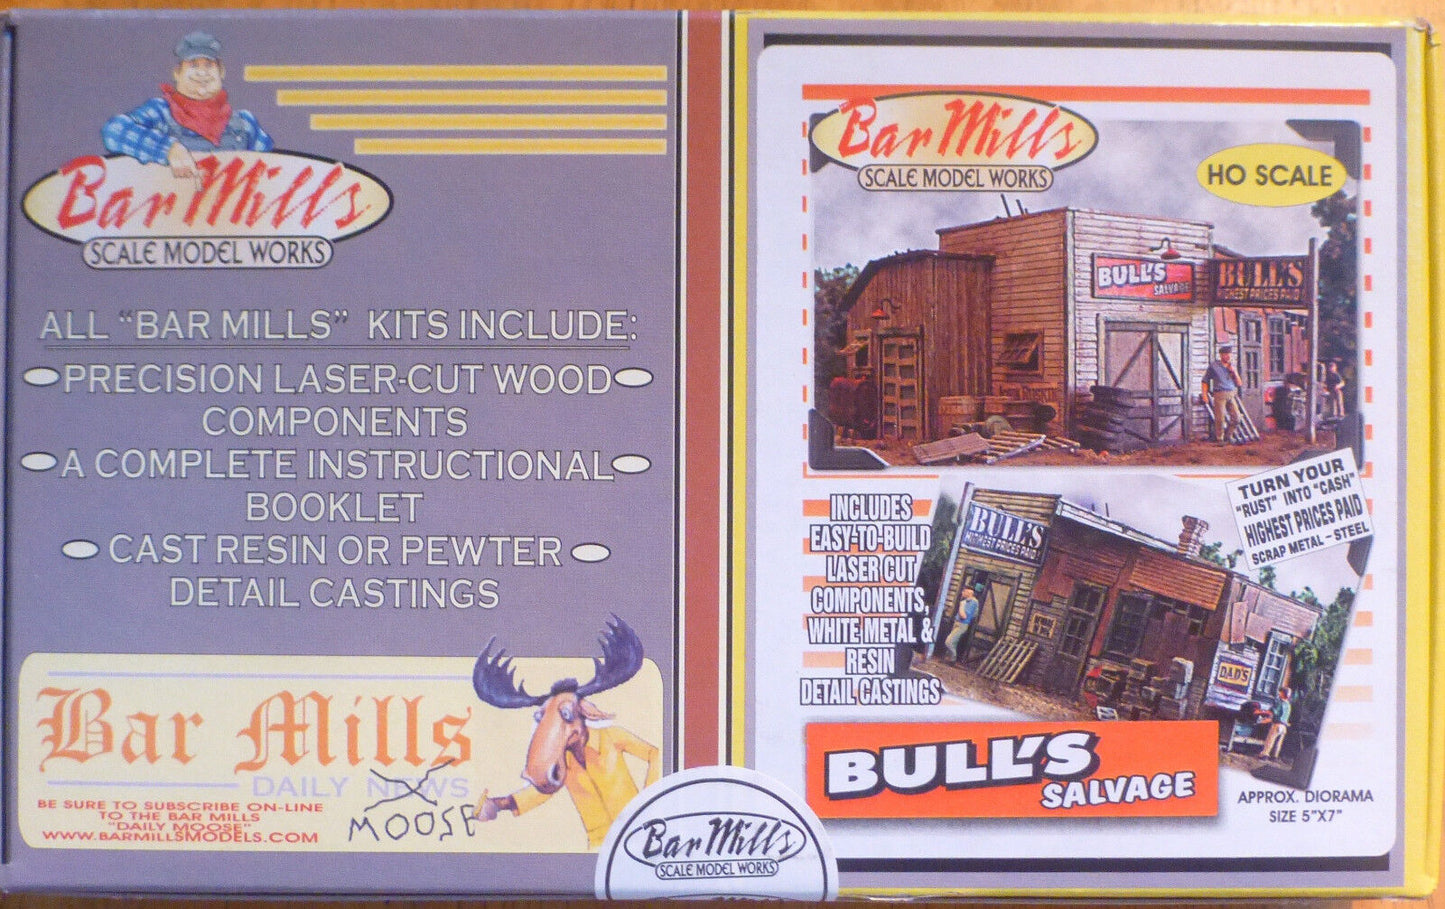 Bar Mills
SCALE MODEL WORKS
ALL "BAR MILLS" KITS INCLUDE:
PRECISION LASER-CUT WOOD
COMPONENTS
A COMPLETE INSTRUCTIONAL
BOOKLET
CAST RESIN OR PEWTER
DETAIL CASTINGS
Bar Mills
DAILY NEWS
MOOSE
BE SURE TO SUBSCRIBE ON-LINE
TO THE BAR MILLS
"DAILY MOOSE"
WWW.BARMILLSMODELS.COM
Bar Mills
SCALE MODEL WORKS
Bar Mills
SCALE MODEL WORKS
HO SCALE
BULL'S
SALVAGE
BULL'S
HIGHEST PRICES PAID
TURN YOUR
"RUST" INTO "CASH"
HIGHEST PRICES PAID
SCRAP METAL - STEEL
INCLUDES
EASY-TO-BUILD
LASER CUT
COMPONENTS,
WHITE METAL &
RESIN
DETAIL CASTINGS
BULL'S
HIGHEST PRICES PAID
DAD'S
BULL'S
SALVAGE
APPROX. DIORAMA
SIZE 5"X7"